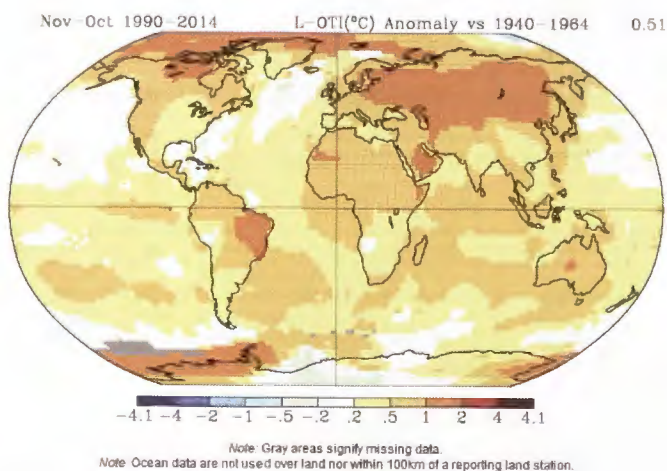 Nov-Oct 1990-2014 L-OTI(°C) Anomaly vs 1940-1964 0.51
-4.1 -4 -2 -1 -.5 -.2 .2 .5 1 2 4 4.1
Note: Gray areas signify missing data.
Note Ocean data are not used over land nor within 100km of a reporting land station.